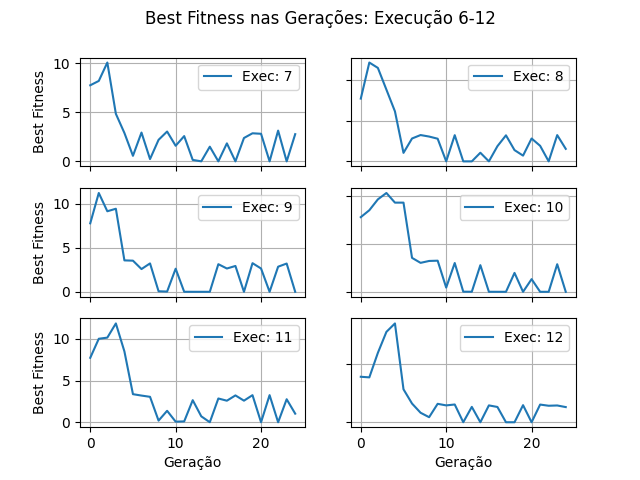 Best Fitness nas Gerações: Execução 6-12
10
5
0
Best Fitness
Exec: 7
Exec: 8
10
5
0
Best Fitness
Exec: 9
Exec: 10
10
5
0
Best Fitness
Exec: 11
Exec: 12
0 10 20
0 10 20
Geração
Geração